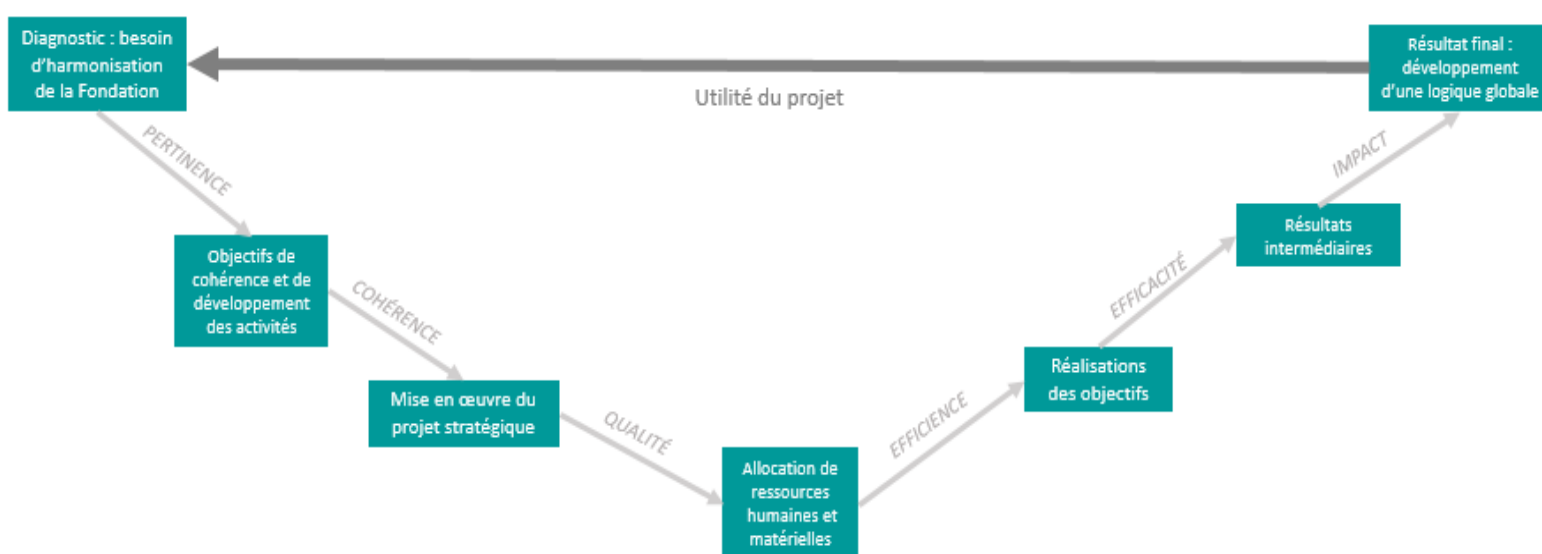 Diagnostic : besoin
d'harmonisation
de la Fondation
Résultat final :
développement
d'une logique globale
Utilité du projet
PERTINENCE
IMPACT
Objectifs de
cohérence et de
développement
des activités
Résultats
intermédiaires
COHÉRENCE
EFFICACITÉ
Mise en œuvre du
projet stratégique
Réalisations
des objectifs
QUALITÉ
EFFICIENCE
Allocation de
ressources
humaines et
matérielles